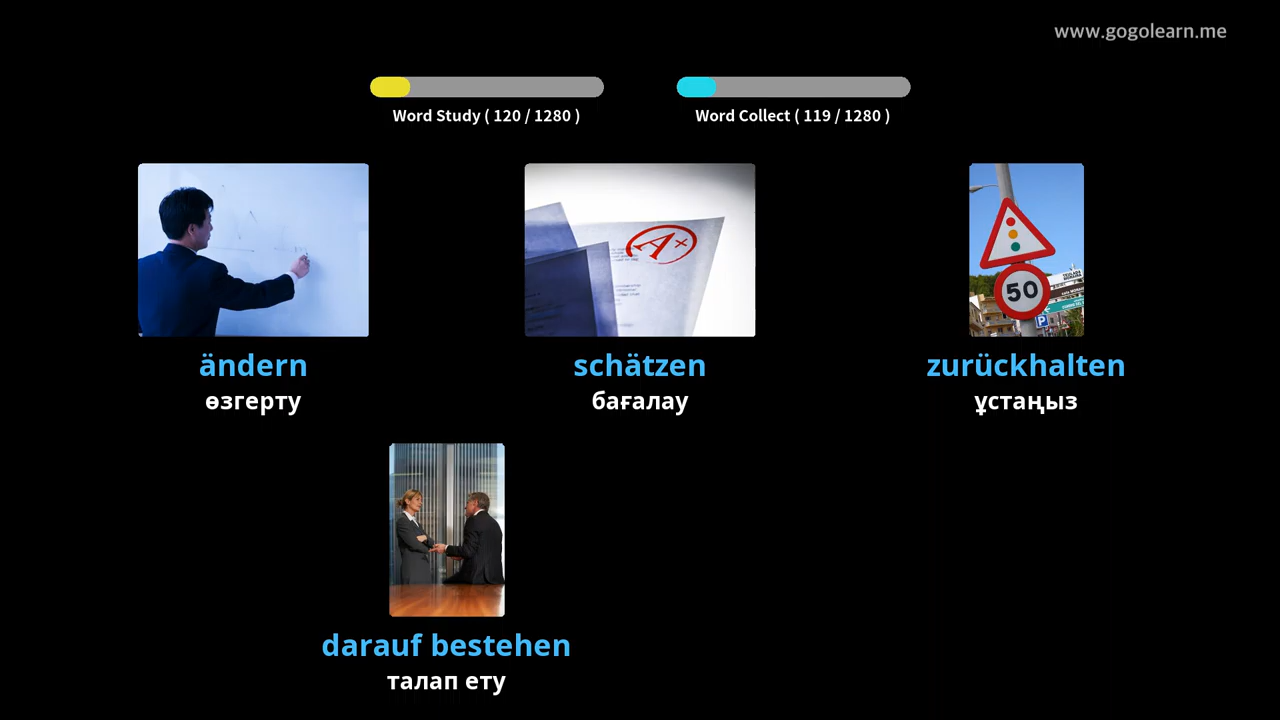 www.gogolearn.me
Word Study ( 120 / 1280 )
Word Collect ( 119 / 1280 )
A+
50
P
ändern
schätzen
zurückhalten
өзгерту
бағалау
ұстаңыз
darauf bestehen
талап ету